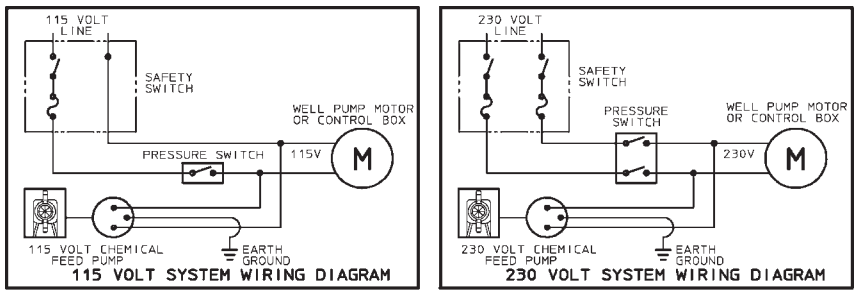 115 VOLT
LINE
SAFETY
SWITCH
WELL PUMP MOTOR
OR CONTROL BOX
PRESSURE SWITCH
115V
M
115 VOLT CHEMICAL
FEED PUMP
EARTH
GROUND
115 VOLT SYSTEM WIRING DIAGRAM
230 VOLT
LINE
SAFETY
SWITCH
PRESSURE
SWITCH
WELL PUMP MOTOR
OR CONTROL BOX
230V
M
230 VOLT CHEMICAL
FEED PUMP
EARTH
GROUND
230 VOLT SYSTEM WIRING DIAGRAM